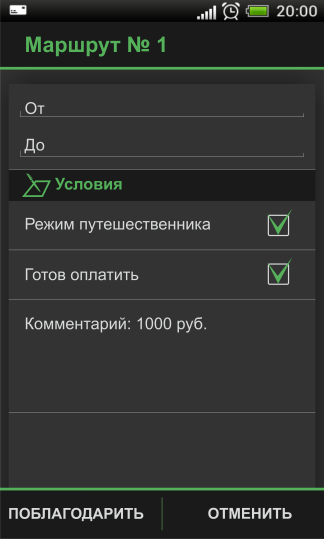 20:00
Маршрут № 1
От
До
Условия
Режим путешественника
Готов оплатить
Комментарий: 1000 руб.
ПОБЛАГОДАРИТЬ ОТМЕНИТЬ